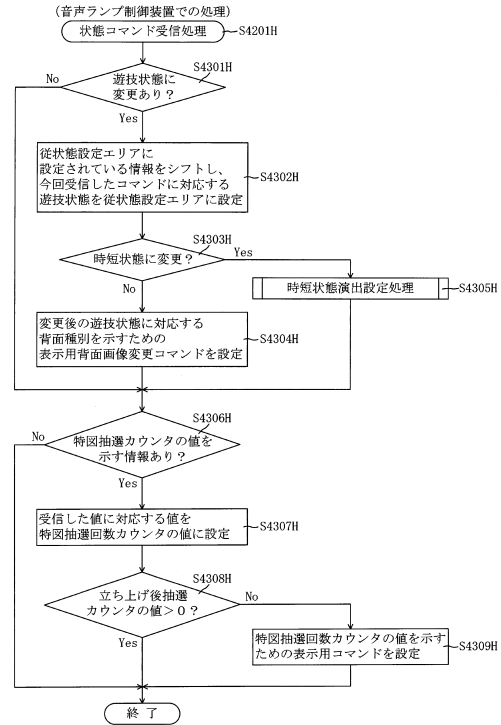 (音声ランプ制御装置での処理)
状態コマンド受信処理
S4201H
遊技状態に
変更あり?
S4301H
No
Yes
従状態設定エリアに
設定されている情報をシフトし、
今回受信したコマンドに対応する
遊技状態を従状態設定エリアに設定
S4302H
時短状態に変更?
S4303H
Yes
No
時短状態演出設定処理
S4305H
変更後の遊技状態に対応する
背面種別を示すための
表示用背面画像変更コマンドを設定
S4304H
特図抽選カウンタの値を
示す情報あり?
S4306H
No
Yes
受信した値に対応する値を
特図抽選回数カウンタの値に設定
S4307H
立ち上げ後抽選
カウンタの値>0?
S4308H
No
Yes
特図抽選回数カウンタの値を示す
ための表示用コマンドを設定
S4309H
終了